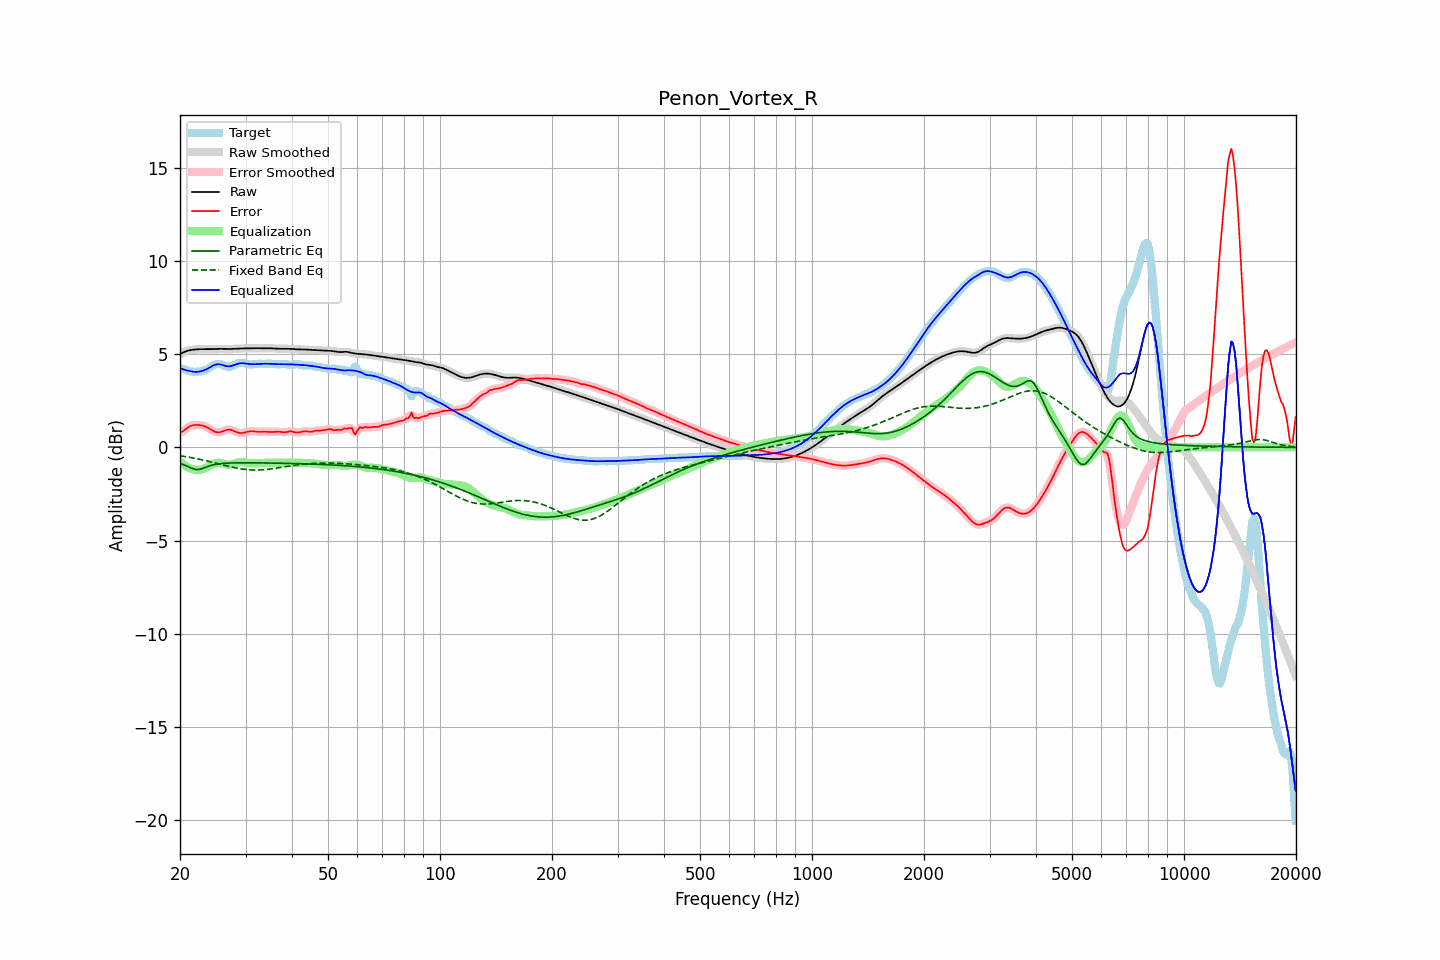 Penon_Vortex_R
Target
Raw Smoothed
Error Smoothed
Raw
Error
Equalization
Parametric Eq
Fixed Band Eq
Equalized
Amplitude (dBr)
15
10
5
0
−5
−10
−15
−20
20
50
100
200
500
1000
2000
5000
10000
20000
Frequency (Hz)